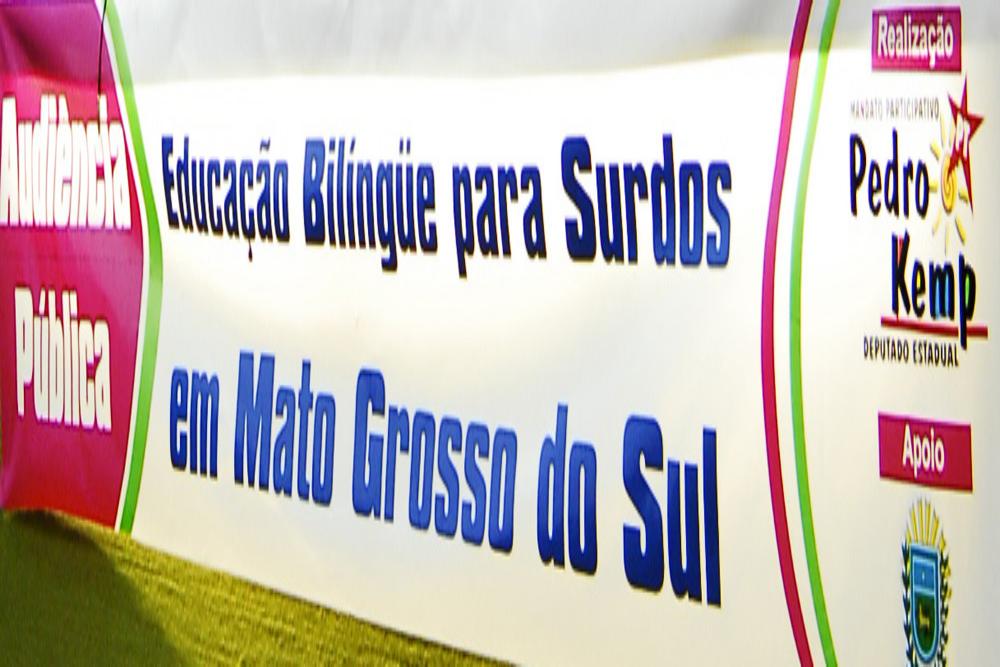 Audiência
Pública
Educação Bilíngüe para Surdos
em Mato Grosso do Sul
Realização
MANDATO PARTICIPATIVO
Pedro
Kemp
DEPUTADO ESTADUAL
Apoio